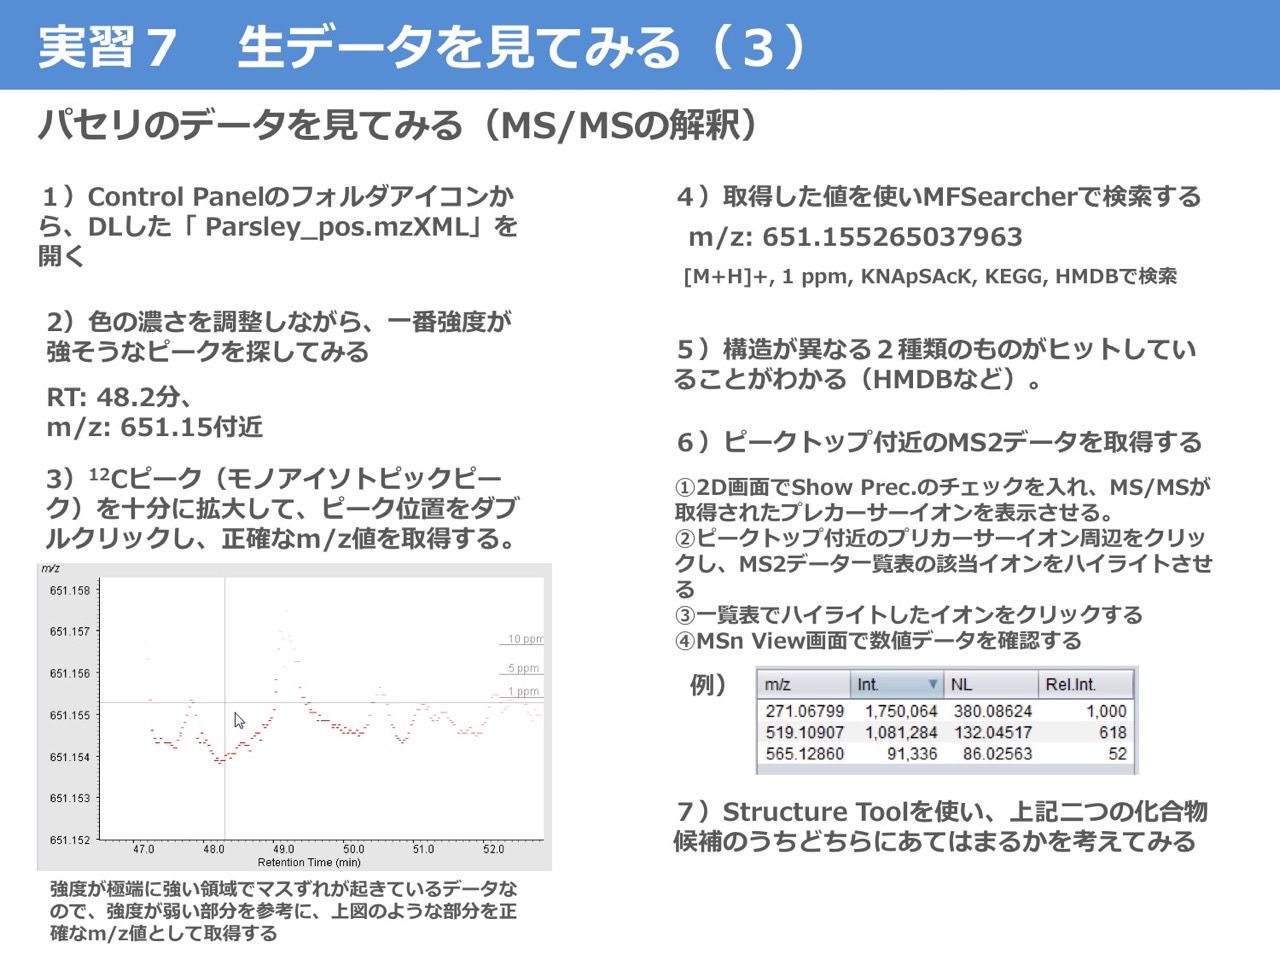 実習７　生データを見てみる（３）
パセリのデータを見てみる（MS/MSの解釈）
１）Control Panelのフォルダアイコンか
ら、DLした「 Parsley_pos.mzXML」を
開く
2）色の濃さを調整しながら、一番強度が
強そうなピークを探してみる
RT: 48.2分、
m/z: 651.15付近
3）¹²Cピーク（モノアイソトピックピー
ク）を十分に拡大して、ピーク位置をダブ
ルクリックし、正確なm/z値を取得する。
m/z
651.158
651.157
651.156
651.155
651.154
651.153
651.152
10 ppm
5 ppm
1 ppm
47.0 48.0 49.0 50.0 51.0 52.0
Retention Time (min)
強度が極端に強い領域でマスずれが起きているデータな
ので、強度が弱い部分を参考に、上図のような部分を正
確なm/z値として取得する
４）取得した値を使いMFSearcherで検索する
m/z: 651.155265037963
[M+H]+, 1 ppm, KNApSAcK, KEGG, HMDBで検索
５）構造が異なる２種類のものがヒットしてい
ることがわかる（HMDBなど）。
６）ピークトップ付近のMS2データを取得する
①2D画面でShow Prec.のチェックを入れ、MS/MSが
取得されたプレカーサーイオンを表示させる。
②ピークトップ付近のプリカーサーイオン周辺をクリッ
クし、MS2データ一覧表の該当イオンをハイライトさせ
る
③一覧表でハイライトしたイオンをクリックする
④MSn View画面で数値データを確認する
例）
m/z Int. ▼ NL Rel.Int.
271.06799 1,750,064 380.08624 1,000
519.10907 1,081,284 132.04517 618
565.12860 91,336 86.02563 52
７）Structure Toolを使い、上記二つの化合物
候補のうちどちらにあてはまるかを考えてみる